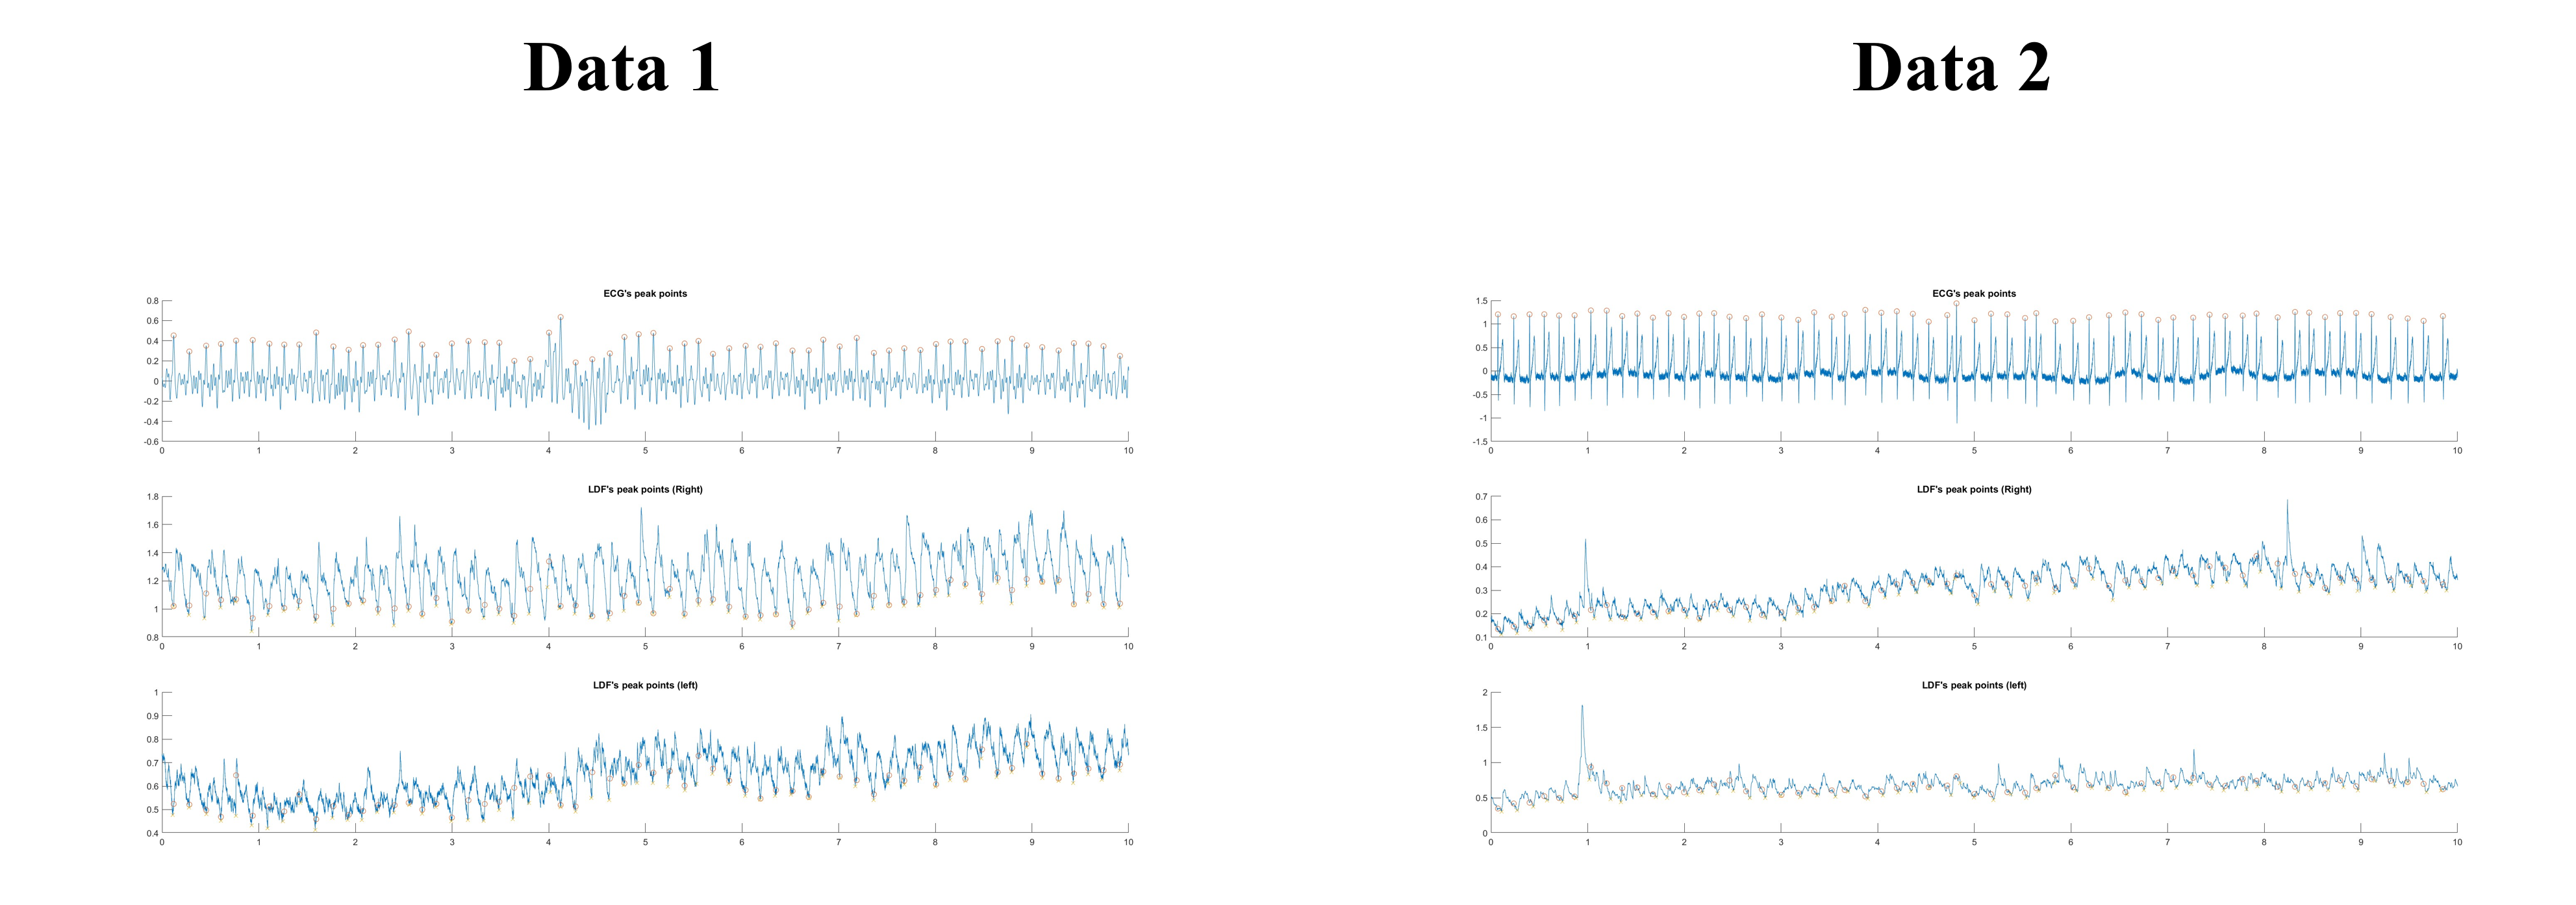 Data 1
Data 2
ECG's peak points
0.8
0.6
0.4
0.2
0
-0.2
-0.4
-0.6
0 1 2 3 4 5 6 7 8 9 10
LDF's peak points (Right)
1.8
1.6
1.4
1.2
1
0.8
0 1 2 3 4 5 6 7 8 9 10
LDF's peak points (left)
1
0.9
0.8
0.7
0.6
0.5
0.4
0 1 2 3 4 5 6 7 8 9 10
ECG's peak points
1.5
1
0.5
0
-0.5
-1
-1.5
0 1 2 3 4 5 6 7 8 9 10
LDF's peak points (Right)
0.7
0.6
0.5
0.4
0.3
0.2
0.1
0 1 2 3 4 5 6 7 8 9 10
LDF's peak points (left)
2
1.5
1
0.5
0
0 1 2 3 4 5 6 7 8 9 10